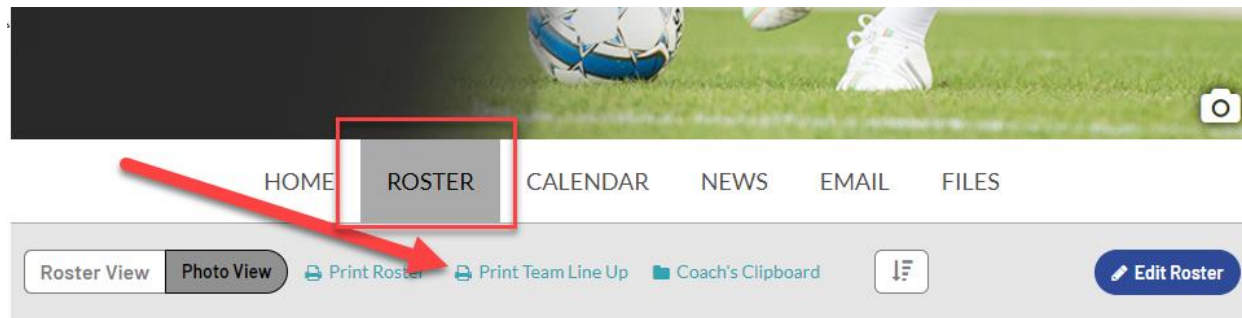 HOME ROSTER CALENDAR NEWS EMAIL FILES
Roster View Photo View Print Roster Print Team Line Up Coach's Clipboard Edit Roster